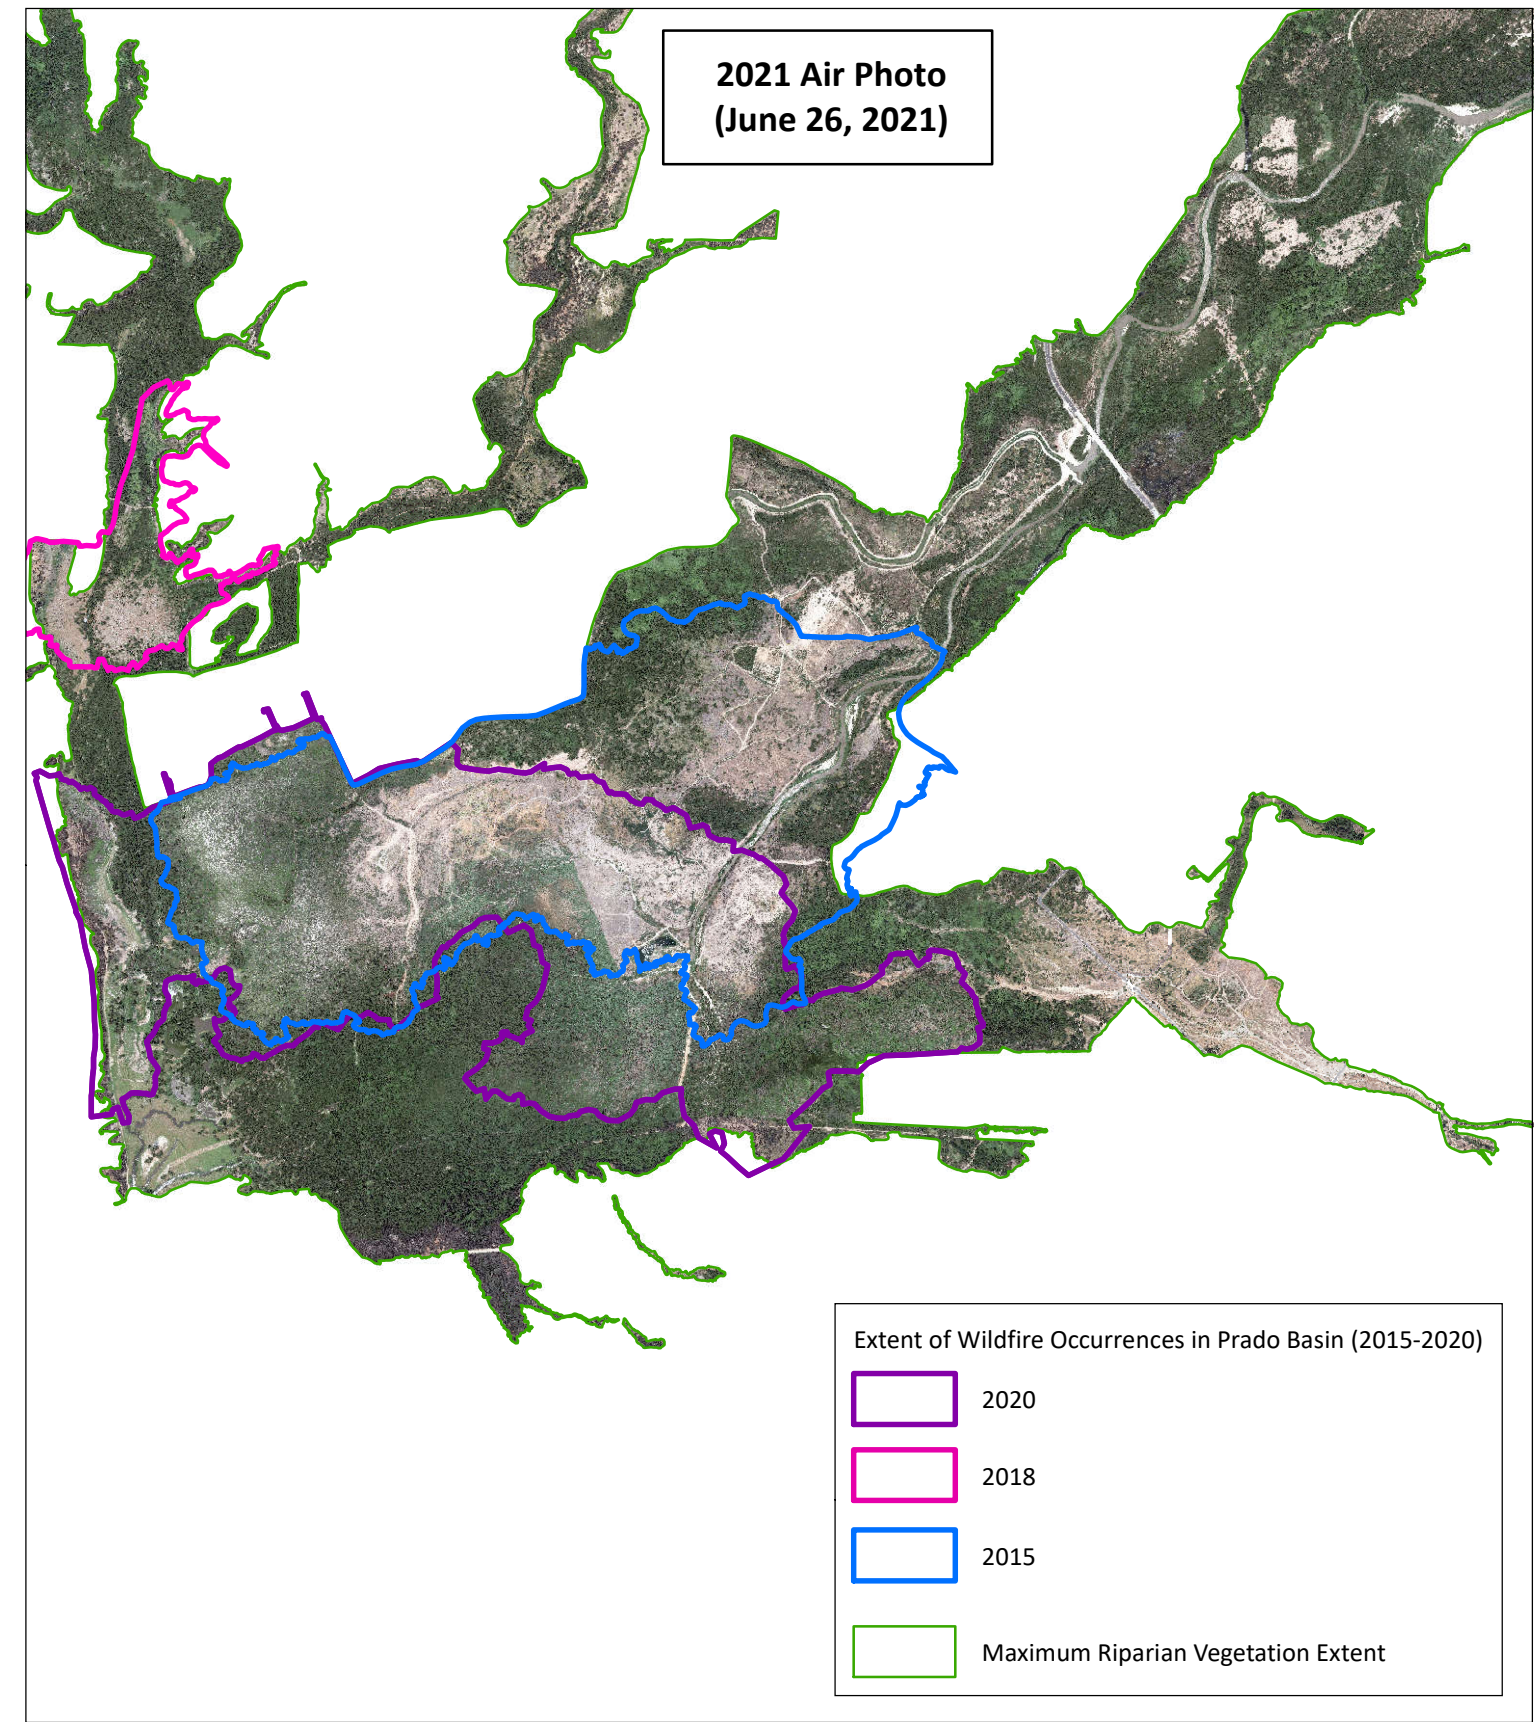 2021 Air Photo
(June 26, 2021)
Extent of Wildfire Occurrences in Prado Basin (2015-2020)
2020
2018
2015
Maximum Riparian Vegetation Extent